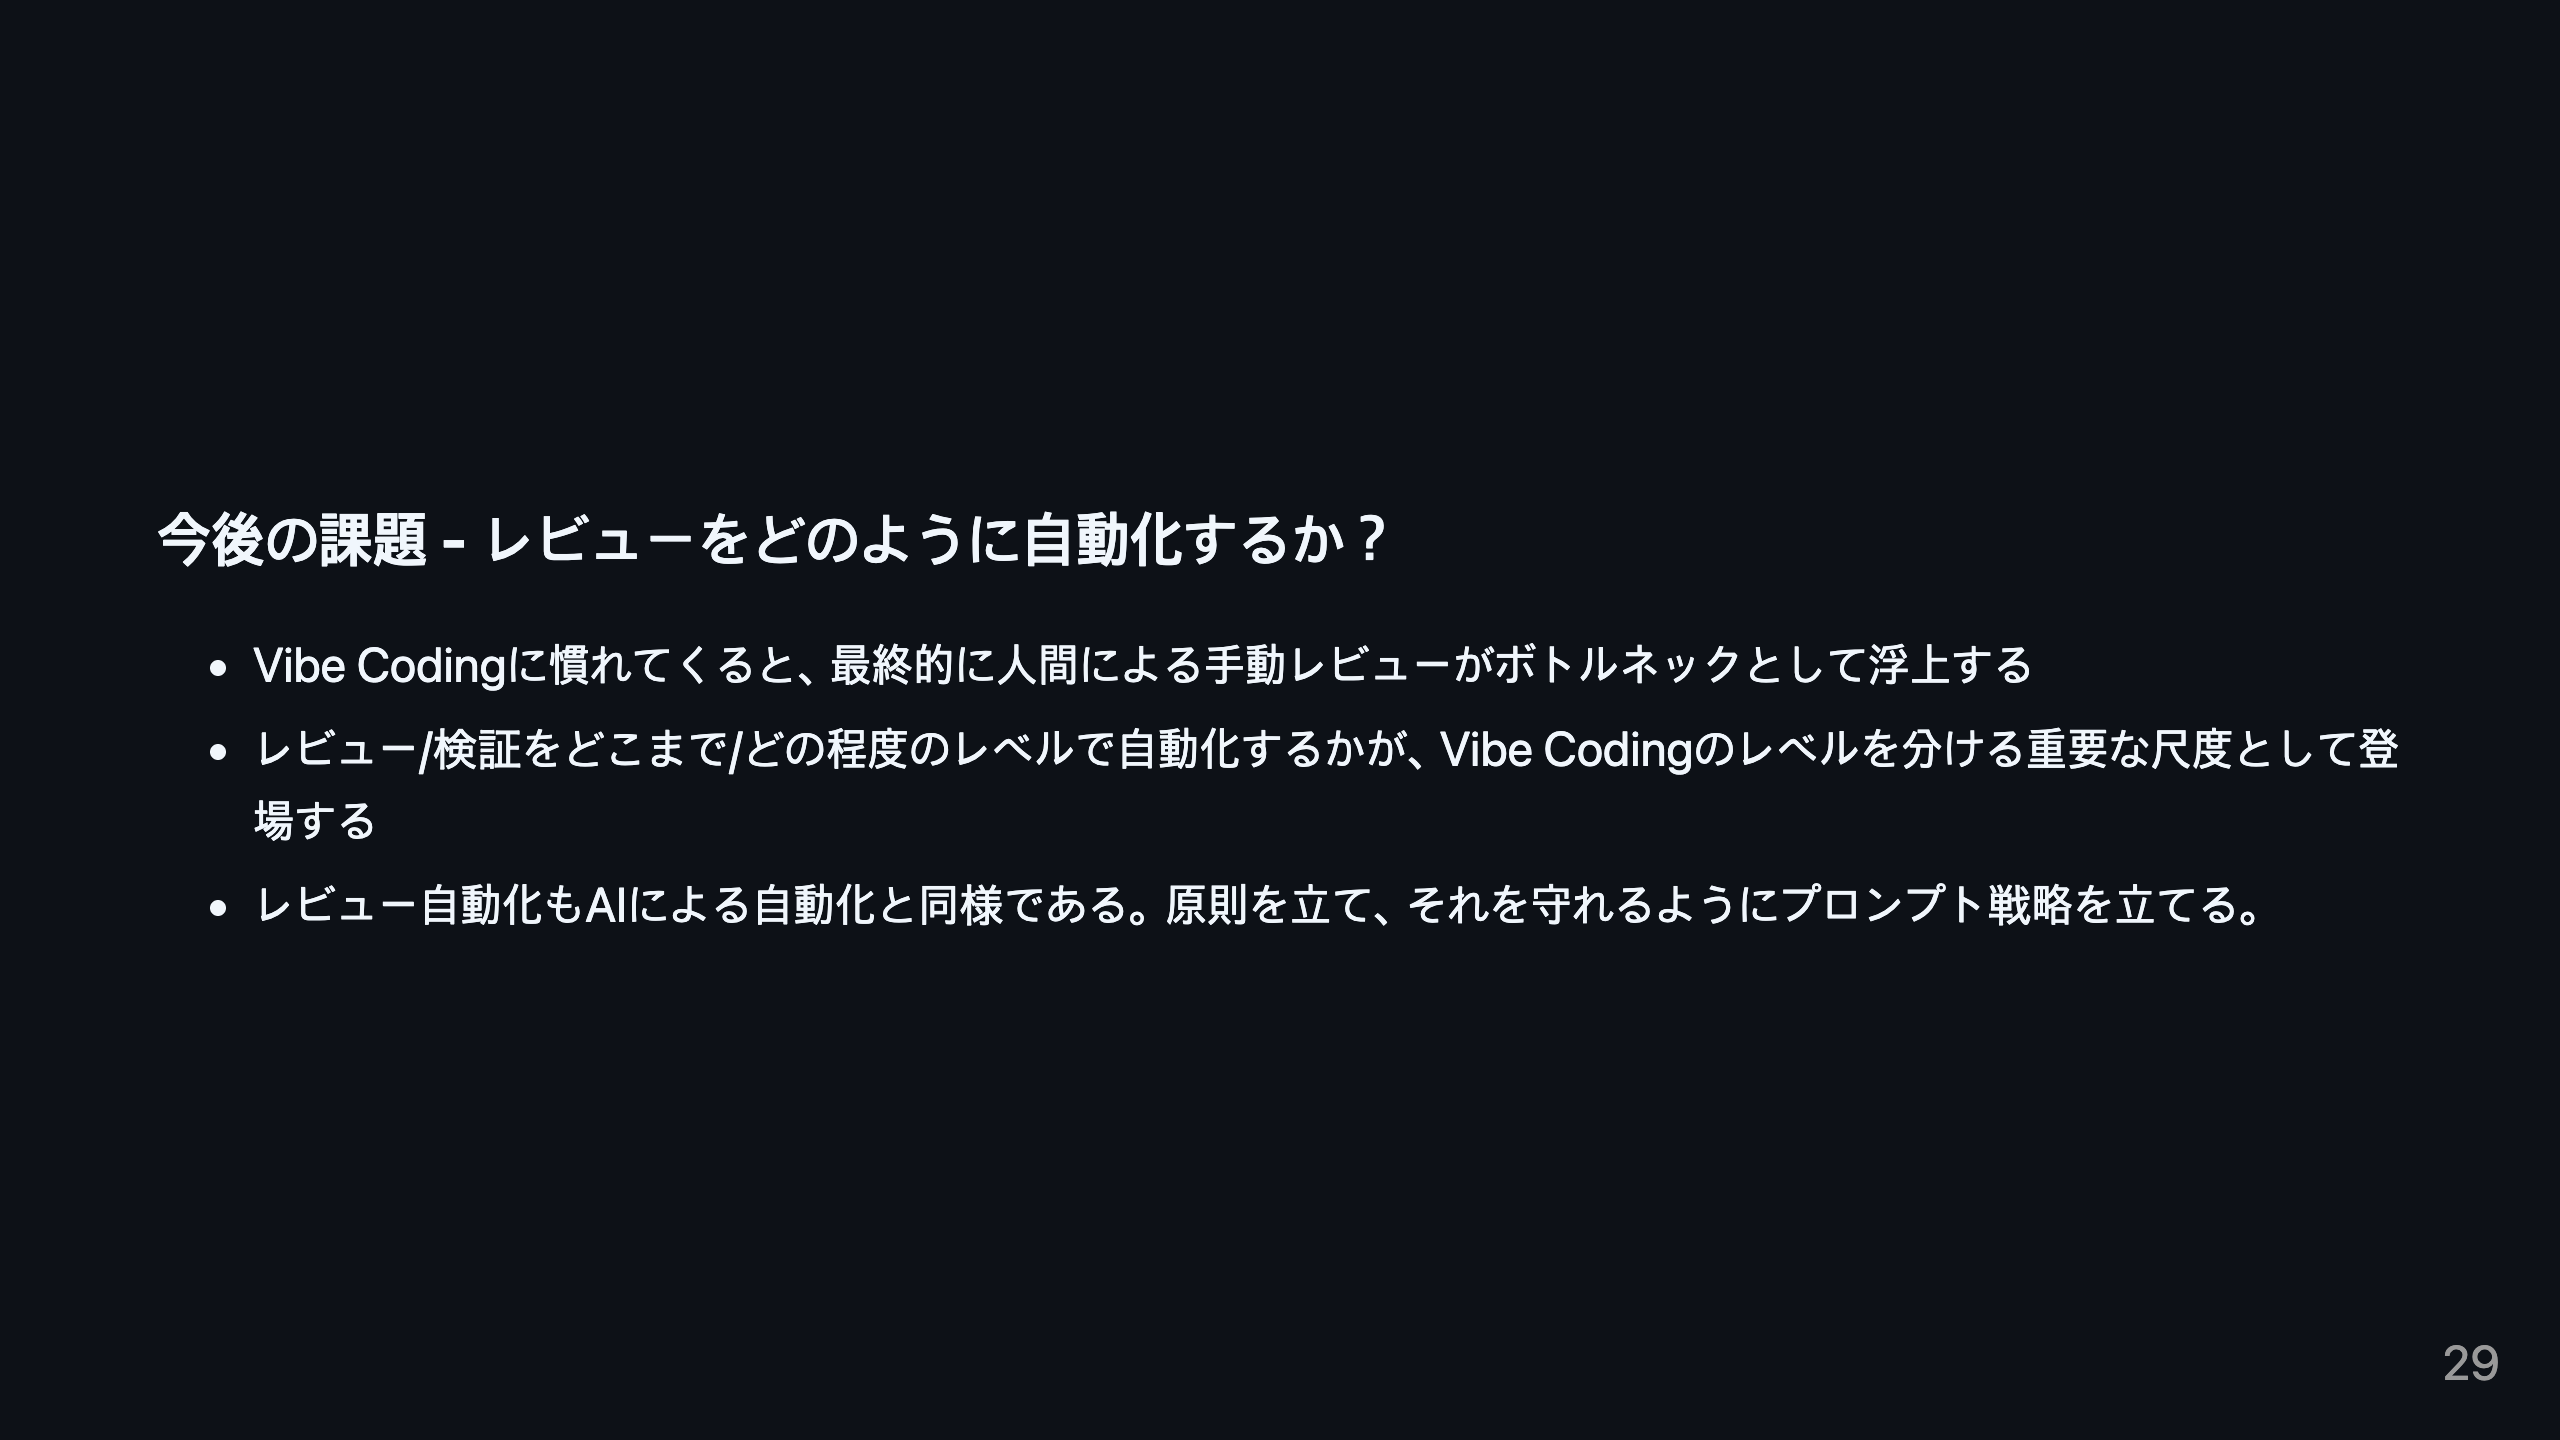 今後の課題 - レビューをどのように自動化するか？
• Vibe Codingに慣れてくると、最終的に人間による手動レビューがボトルネックとして浮上する
• レビュー/検証をどこまで/どの程度のレベルで自動化するかが、Vibe Codingのレベルを分ける重要な尺度として登
場する
• レビュー自動化もAIによる自動化と同様である。原則を立て、それを守れるようにプロンプト戦略を立てる。
29